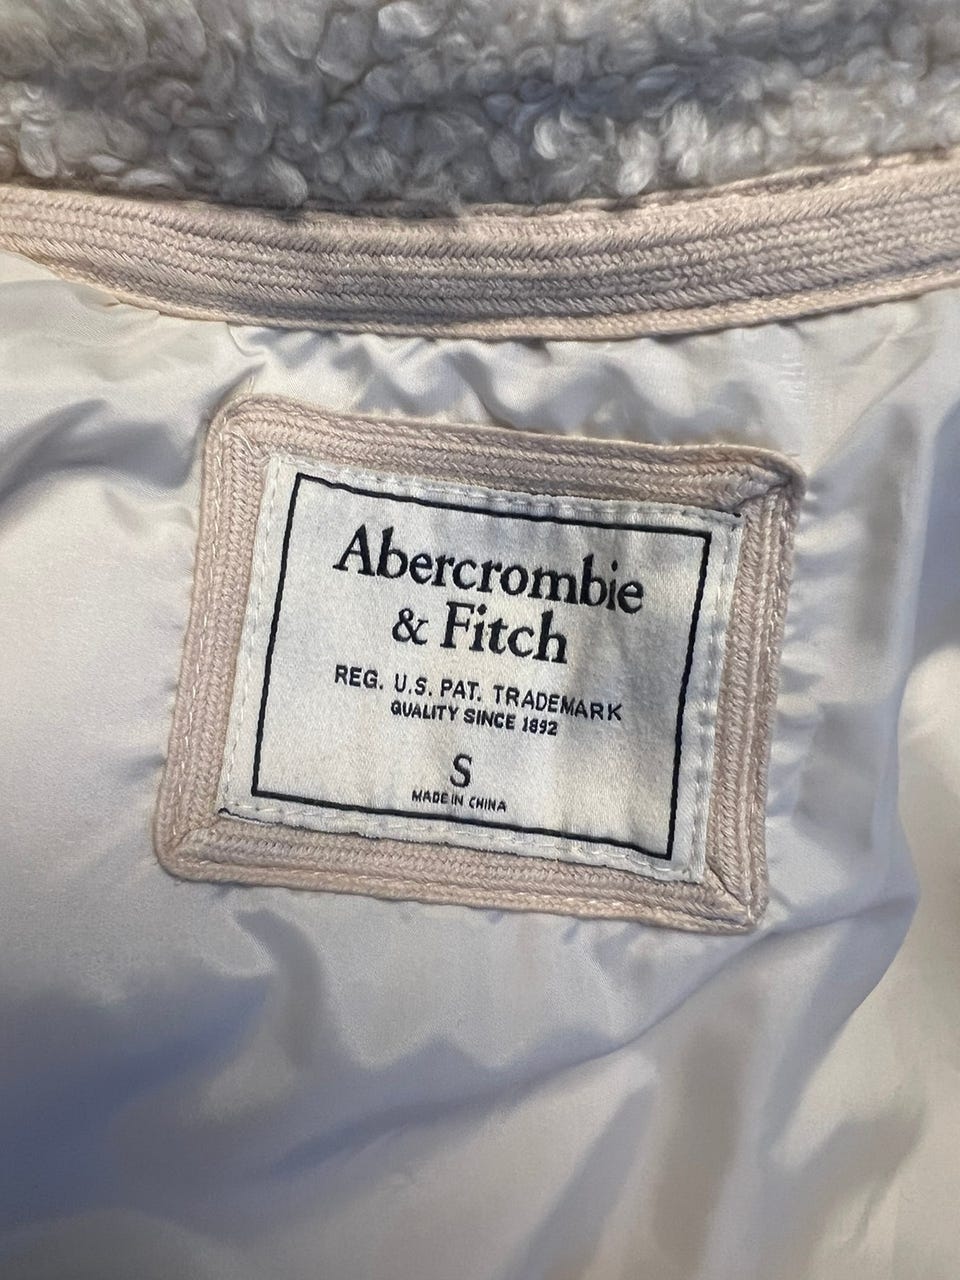 Abercrombie
& Fitch
REG. U.S. PAT. TRADEMARK
QUALITY SINCE 1892
S
MADE IN CHINA